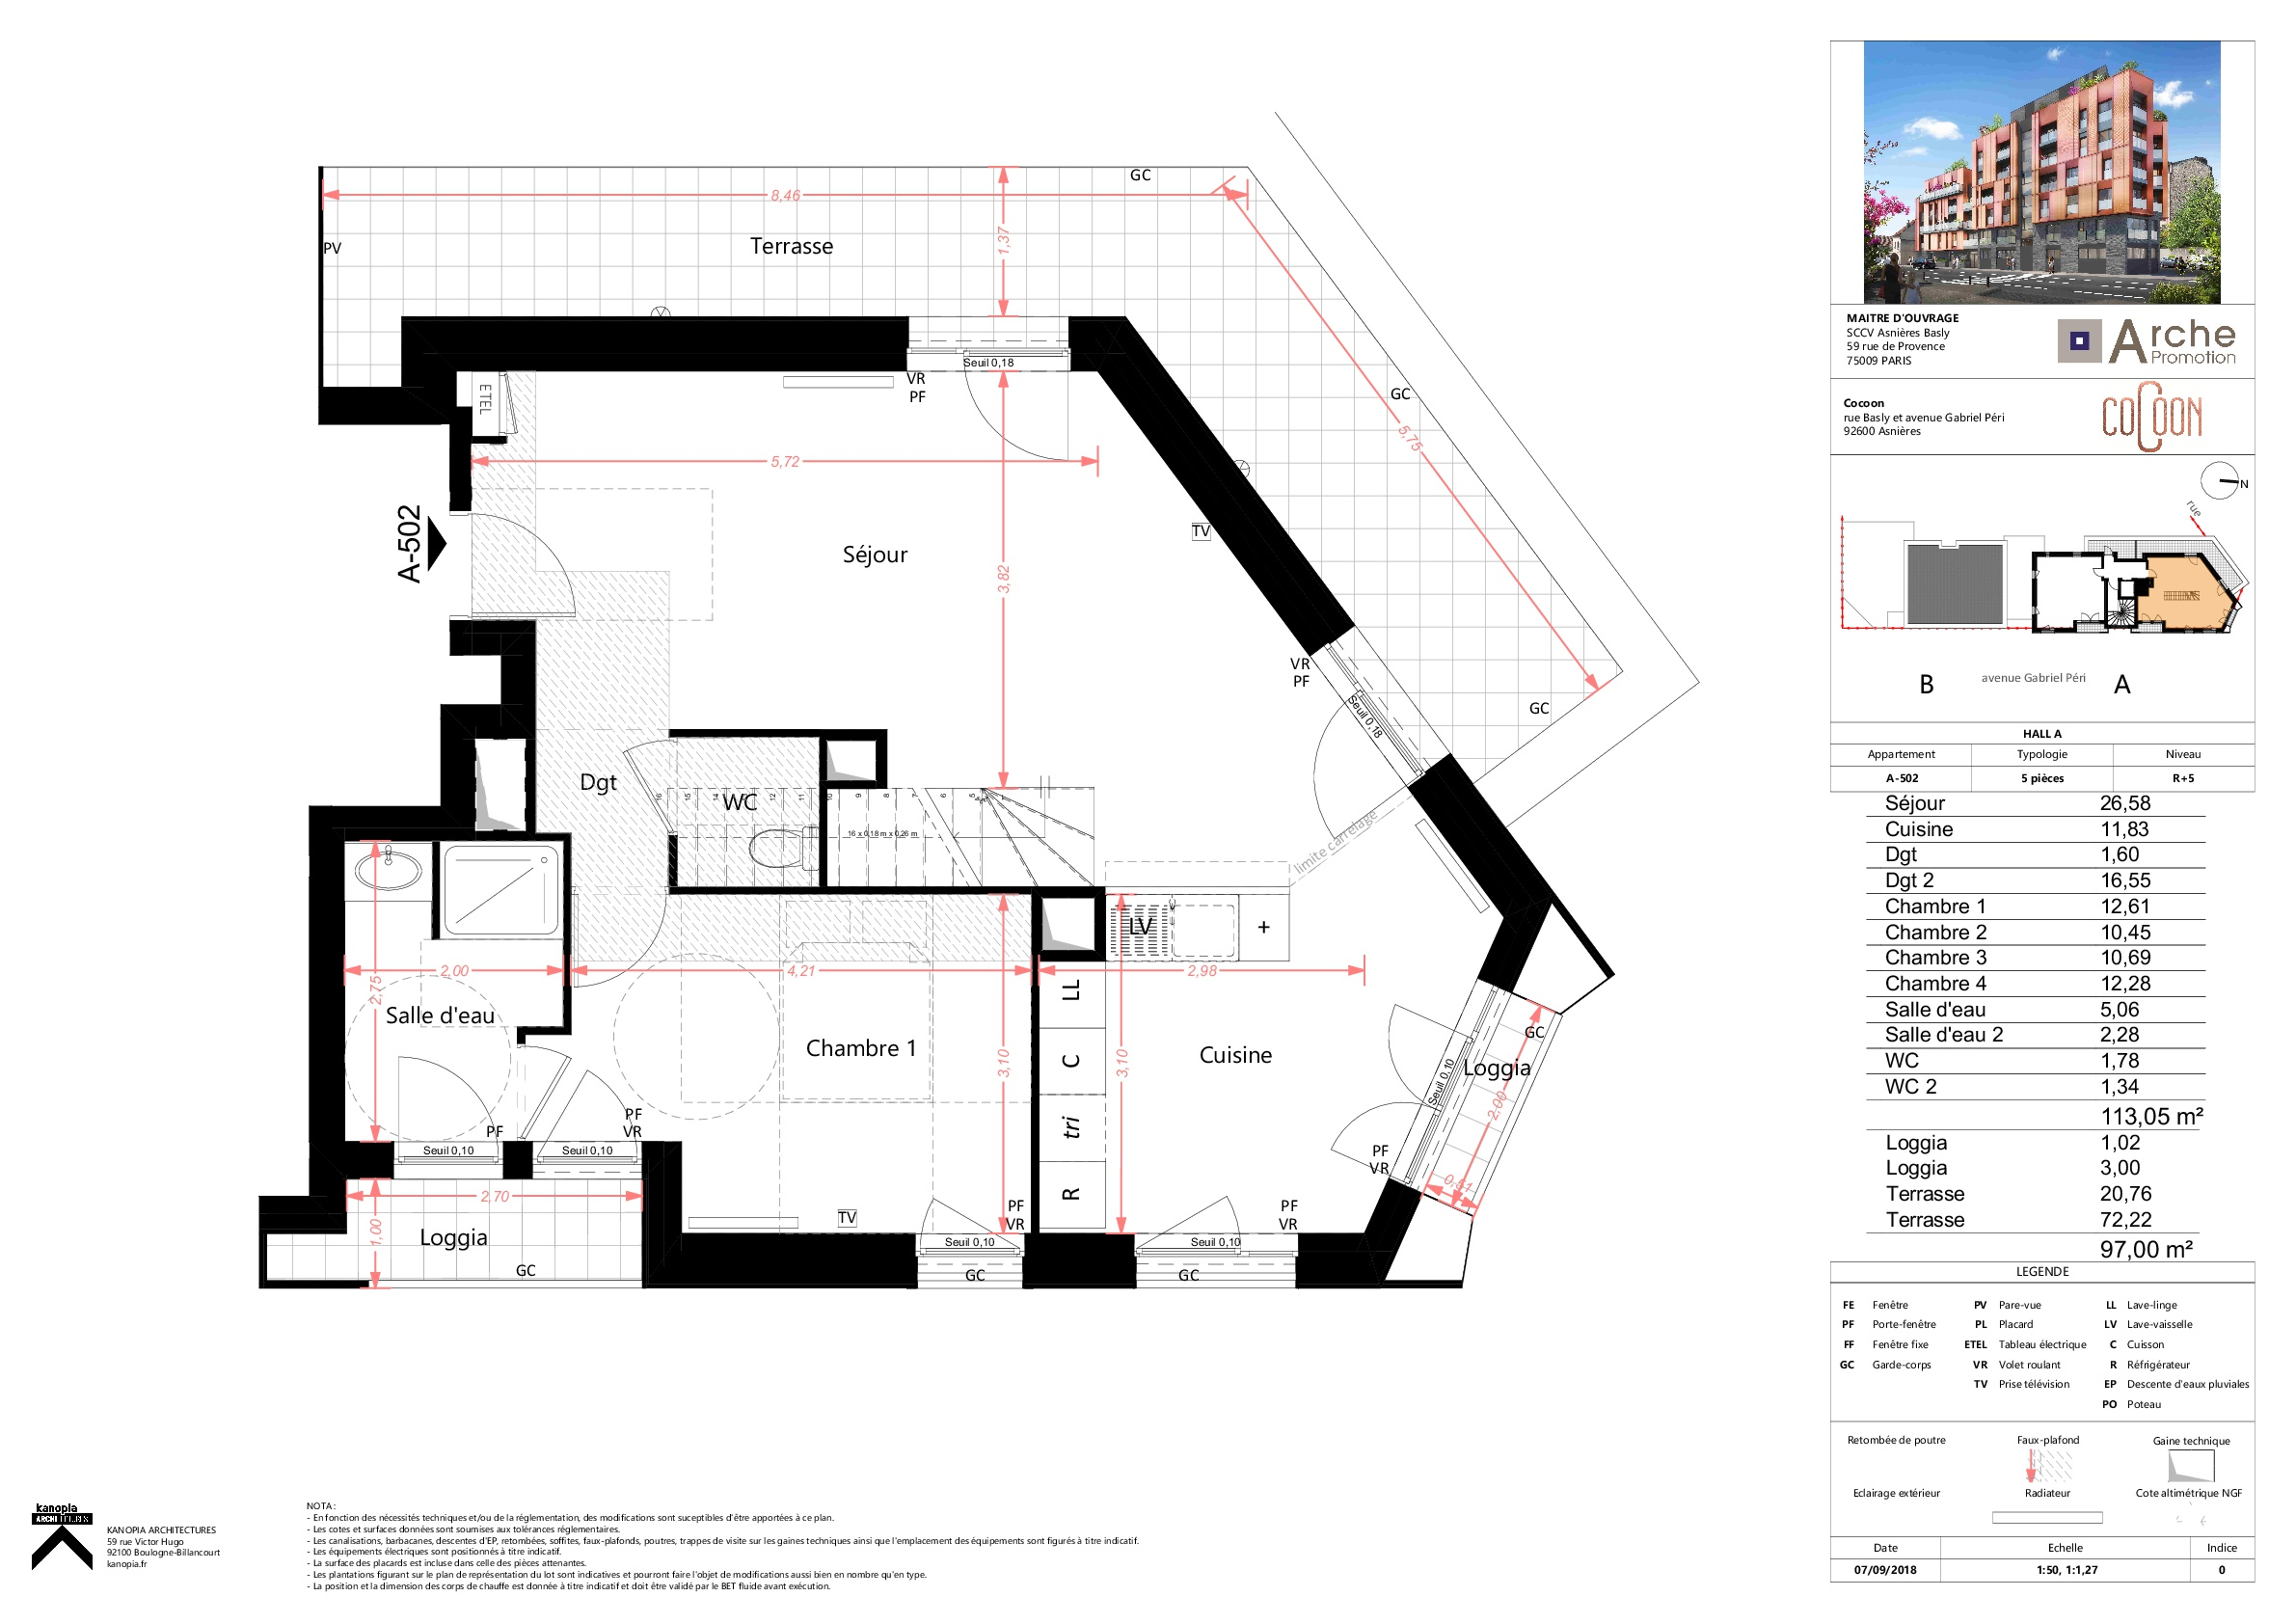 GC
8,46
1,37
PV
Terrasse
Seuil 0,18
VR
PF
ETEL
GC
5,75
5,72
A-502
Séjour
TV
3,82
VR
PF
Seuil 0,18
GC
Dgt
WC
16
15
14
12
11
10
9
8
7
6
5
16 x 0,18 m x 0,26 m
limite carrelage
LV
+
2,00
2,75
4,21
2,98
Salle d'eau
Chambre 1
3,10
3,10
LL
C
tri
R
Cuisine
GC
Loggia
Seuil 0,10
2,00
0,51
PF
VR
PF
PF
VR
Seuil 0,10
Seuil 0,10
2,70
1,00
Loggia
GC
TV
PF
VR
Seuil 0,10
GC
PF
VR
Seuil 0,10
GC
MAITRE D'OUVRAGE
SCCV Asnières Basly
59 rue de Provence
75009 PARIS
Arche
Promotion
Cocoon
rue Basly et avenue Gabriel Péri
92600 Asnières
COCOON
N
rue
B
avenue Gabriel Péri
A
HALL A
Appartement Typologie Niveau
A-502 5 pièces R+5
Séjour 26,58
Cuisine 11,83
Dgt 1,60
Dgt 2 16,55
Chambre 1 12,61
Chambre 2 10,45
Chambre 3 10,69
Chambre 4 12,28
Salle d'eau 5,06
Salle d'eau 2 2,28
WC 1,78
WC 2 1,34
113,05 m²
Loggia 1,02
Loggia 3,00
Terrasse 20,76
Terrasse 72,22
97,00 m²
LEGENDE
FE Fenêtre PV Pare-vue LL Lave-linge
PF Porte-fenêtre PL Placard LV Lave-vaisselle
FF Fenêtre fixe ETEL Tableau électrique C Cuisson
GC Garde-corps VR Volet roulant R Réfrigérateur
TV Prise télévision EP Descente d'eaux pluviales
PO Poteau
Retombée de poutre Faux-plafond Gaine technique
Eclairage extérieur Radiateur Cote altimétrique NGF
Date Echelle Indice
07/09/2018 1:50, 1:1,27 0
kanopia
ARCHITECTURES
KANOPIA ARCHITECTURES
59 rue Victor Hugo
92100 Boulogne-Billancourt
kanopia.fr
NOTA :
- En fonction des nécessités techniques et/ou de la réglementation, des modifications sont suceptibles d'être apportées à ce plan.
- Les cotes et surfaces données sont soumises aux tolérances réglementaires.
- Les canalisations, barbacanes, descentes d'EP, retombées, soffites, faux-plafonds, poutres, trappes de visite sur les gaines techniques ainsi que l'emplacement des équipements sont figurés à titre indicatif.
- Les équipements électriques sont positionnés à titre indicatif.
- La surface des placards est incluse dans celle des pièces attenantes.
- Les plantations figurant sur le plan de représentation du lot sont indicatives et pourront faire l'objet de modifications aussi bien en nombre qu'en type.
- La position et la dimension des corps de chauffe est donnée à titre indicatif et doit être validé par le BET fluide avant exécution.